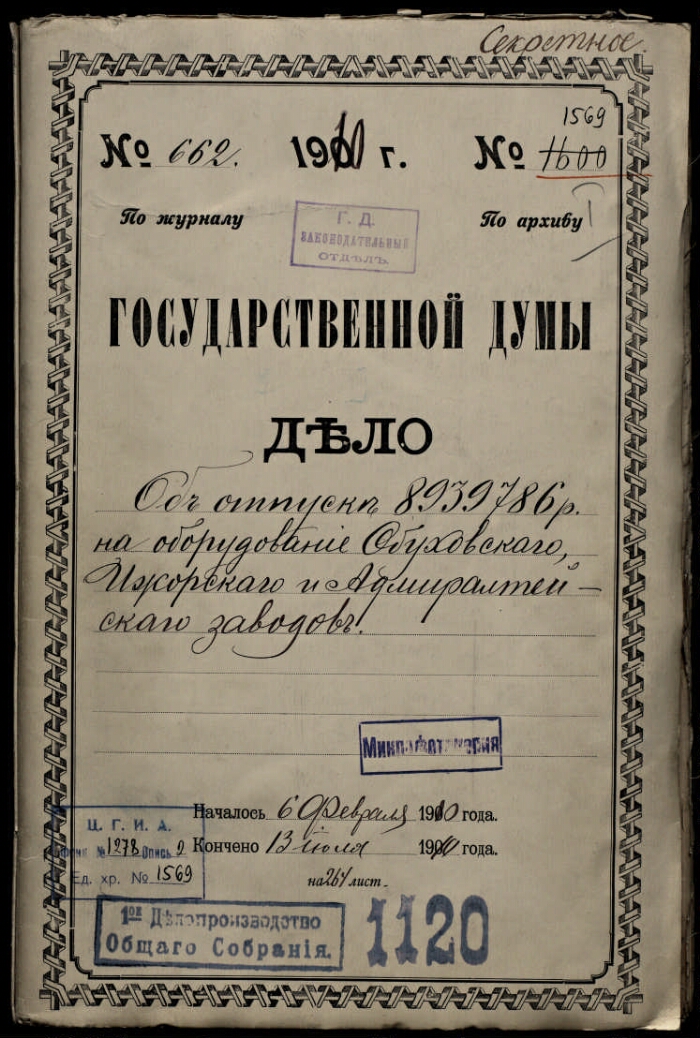 Секретное.
1569
№ 662. 1910 г. № 1600
По журналу По архиву I
Г. Д.
ЗАКОНОДАТЕЛЬНЫЙ
ОТДѢЛЪ.
ГОСУДАРСТВЕННОЙ ДУМЫ
ДѢЛО
Объ отпускѣ 8939786 р.
на оборудованіе Обуховскаго,
Ижорскаго и Адмиралтей-
скаго заводовъ.
Микрофотокопия
Началось 6 Февраля 1910 года.
Кончено 13 іюля 1910 года.
на 264 лист.
Ц. Г. И. А.
Фонд № 1278 Опись 2
Ед. хр. № 1569
1ое Дѣлопроизводство
Общаго Собранія.
1120